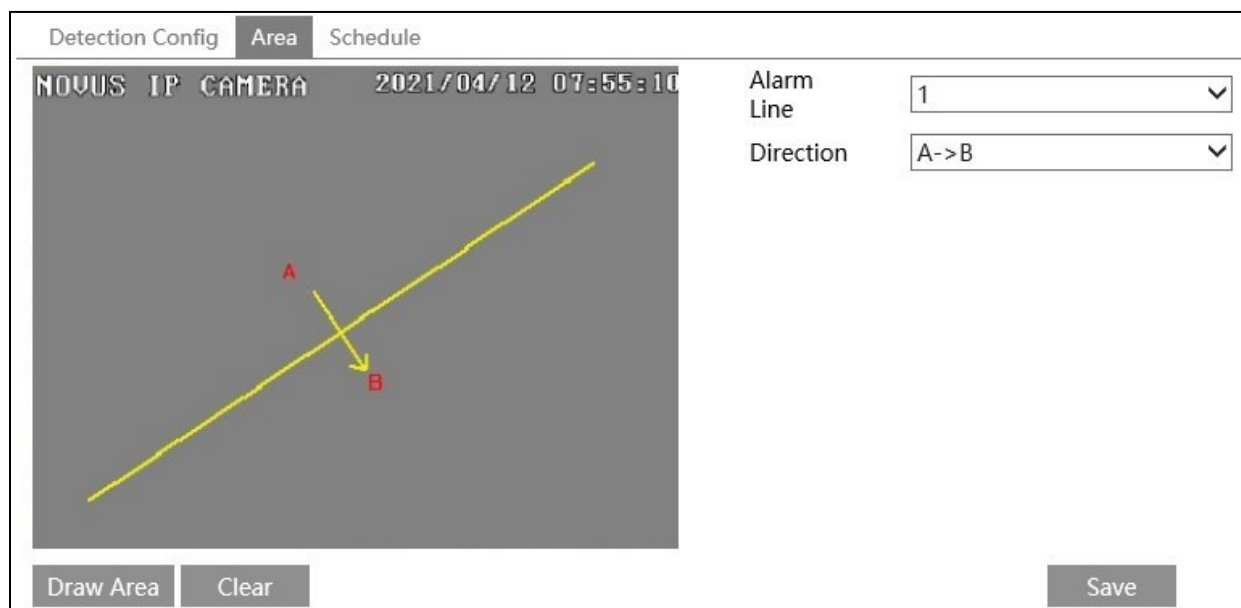 Detection Config Area Schedule
NOVUS IP CAMERA 2021/04/12 07:55:10
Alarm Line 1
Direction A->B
A
B
Draw Area Clear Save